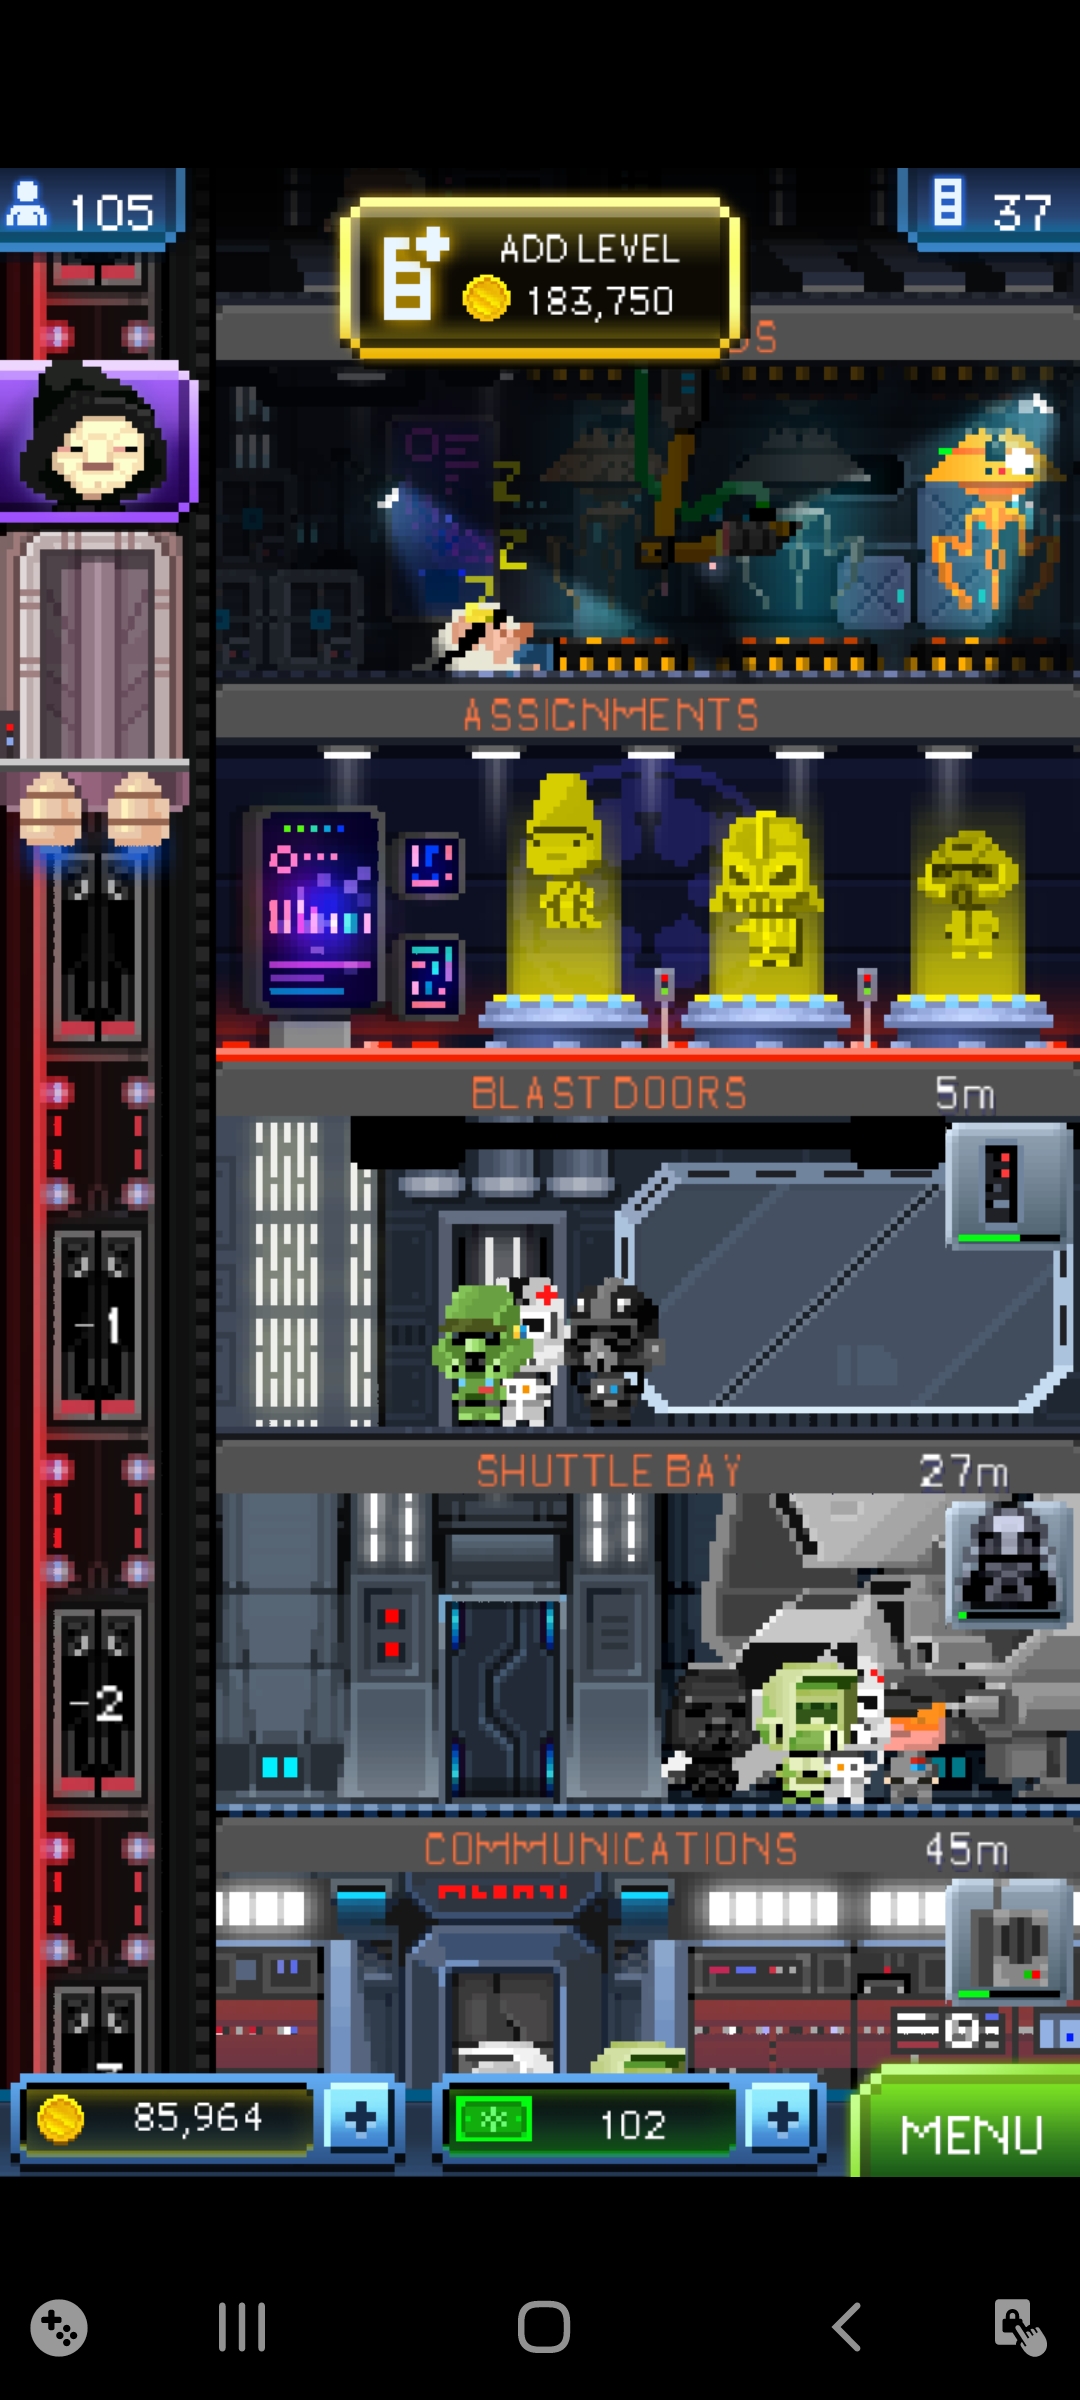 105
37
ADD LEVEL
183,750
DS
Z
Z
Z
ASSIGNMENTS
BLAST DOORS 5m
-1
SHUTTLE BAY 27m
-2
COMMUNICATIONS 45m
85,964
102
MENU